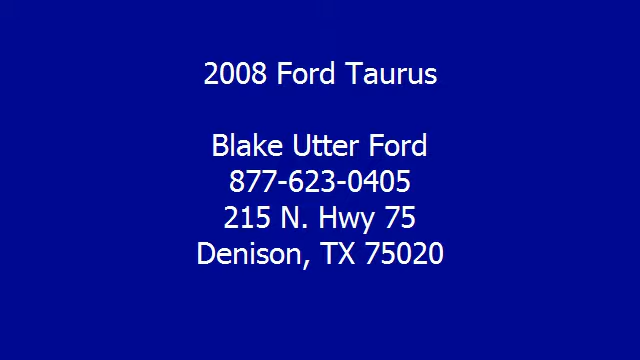 2008 Ford Taurus
Blake Utter Ford
877-623-0405
215 N. Hwy 75
Denison, TX 75020